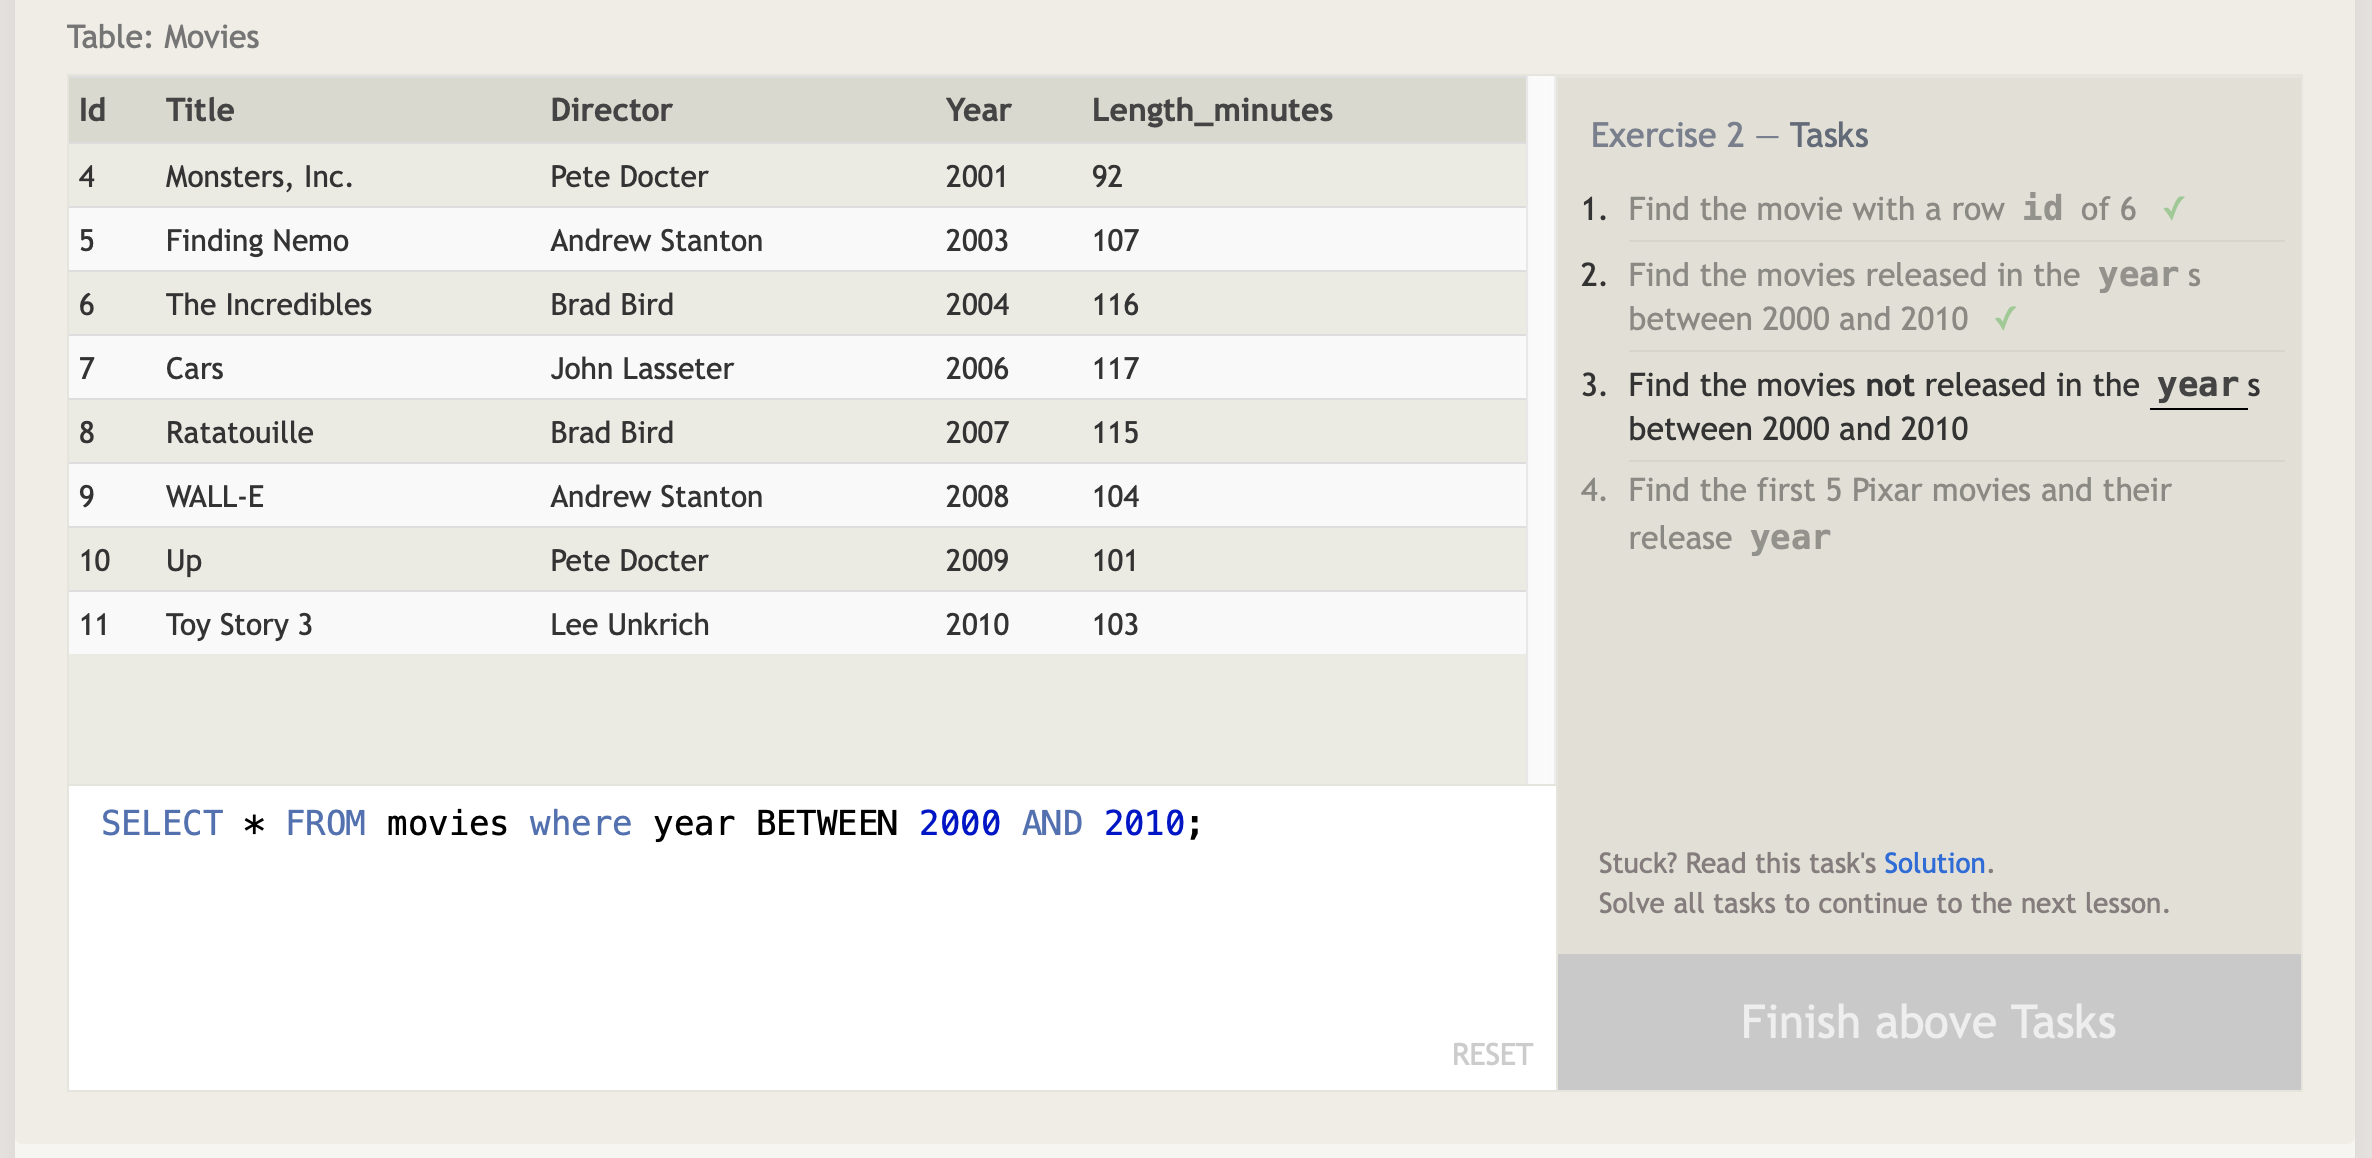 Table: Movies
Id Title Director Year Length_minutes
4 Monsters, Inc. Pete Docter 2001 92
5 Finding Nemo Andrew Stanton 2003 107
6 The Incredibles Brad Bird 2004 116
7 Cars John Lasseter 2006 117
8 Ratatouille Brad Bird 2007 115
9 WALL-E Andrew Stanton 2008 104
10 Up Pete Docter 2009 101
11 Toy Story 3 Lee Unkrich 2010 103
SELECT * FROM movies where year BETWEEN 2000 AND 2010;
RESET
Exercise 2 — Tasks
1. Find the movie with a row id of 6 ✓
2. Find the movies released in the year s
between 2000 and 2010 ✓
3. Find the movies not released in the year s
between 2000 and 2010
4. Find the first 5 Pixar movies and their
release year
Stuck? Read this task's Solution.
Solve all tasks to continue to the next lesson.
Finish above Tasks